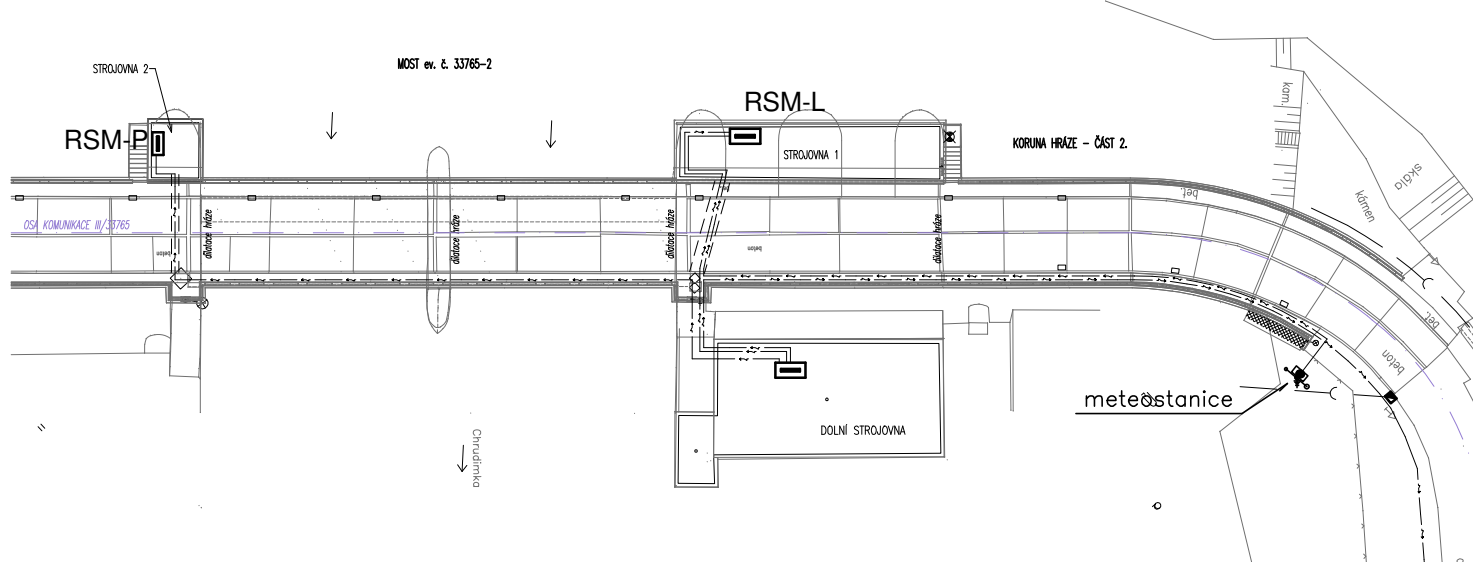 MOST ev. č. 33765-2
STROJOVNA 2
RSM-P
RSM-L
STROJOVNA 1
KORUNA HRÁZE - ČÁST 2.
kam.
skála
kámen
bet.
OSA KOMUNIKACE III/33765
beton
dilatace hráze
dilatace hráze
dilatace hráze
beton
dilatace hráze
bet.
beton
meteostanice
DOLNÍ STROJOVNA
Chrudimka